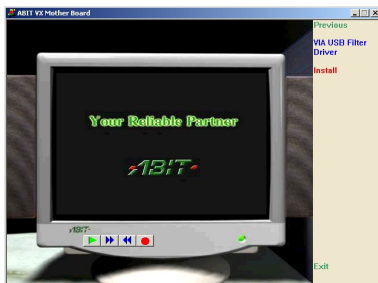 ABIT VX Mother Board
Previous
VIA USB Filter
Driver
Install
Your Reliable Partner
ABIT
ABIT
Exit